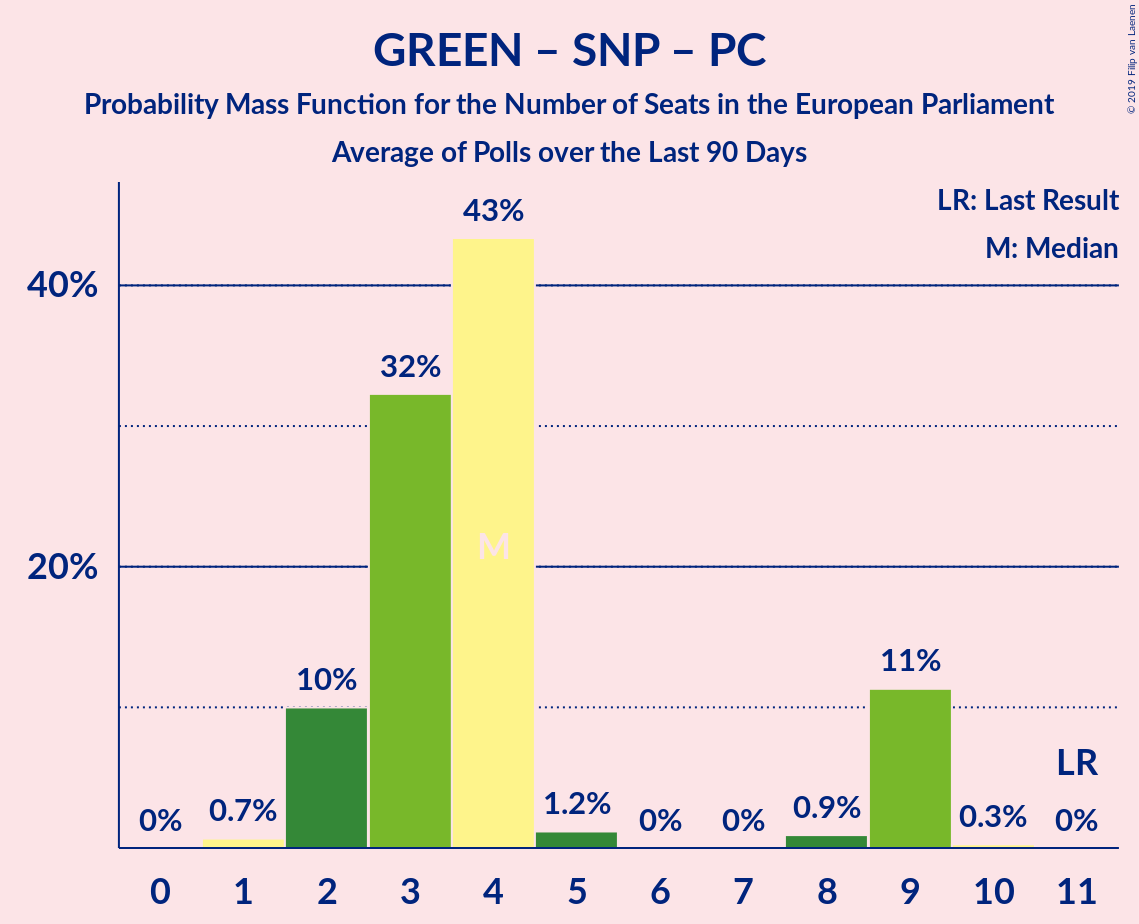 GREEN – SNP – PC
Probability Mass Function for the Number of Seats in the European Parliament
Average of Polls over the Last 90 Days
© 2019 Filip van Laenen
LR: Last Result
M: Median
43%
40%
32%
M
20%
11%
10%
LR
0% 0.7% 1.2% 0% 0% 0.9% 0.3% 0%
0 1 2 3 4 5 6 7 8 9 10 11